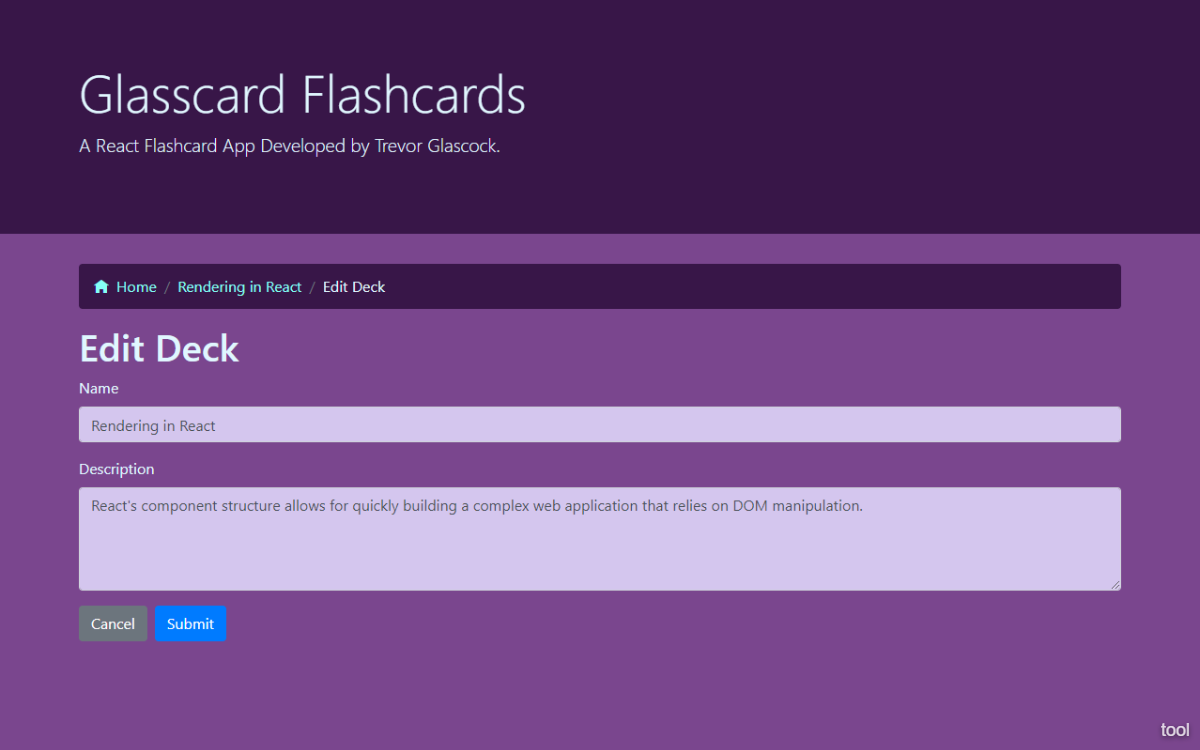 Glasscard Flashcards
A React Flashcard App Developed by Trevor Glascock.
Home / Rendering in React / Edit Deck
Edit Deck
Name
Rendering in React
Description
React's component structure allows for quickly building a complex web application that relies on DOM manipulation.
Cancel Submit
tool